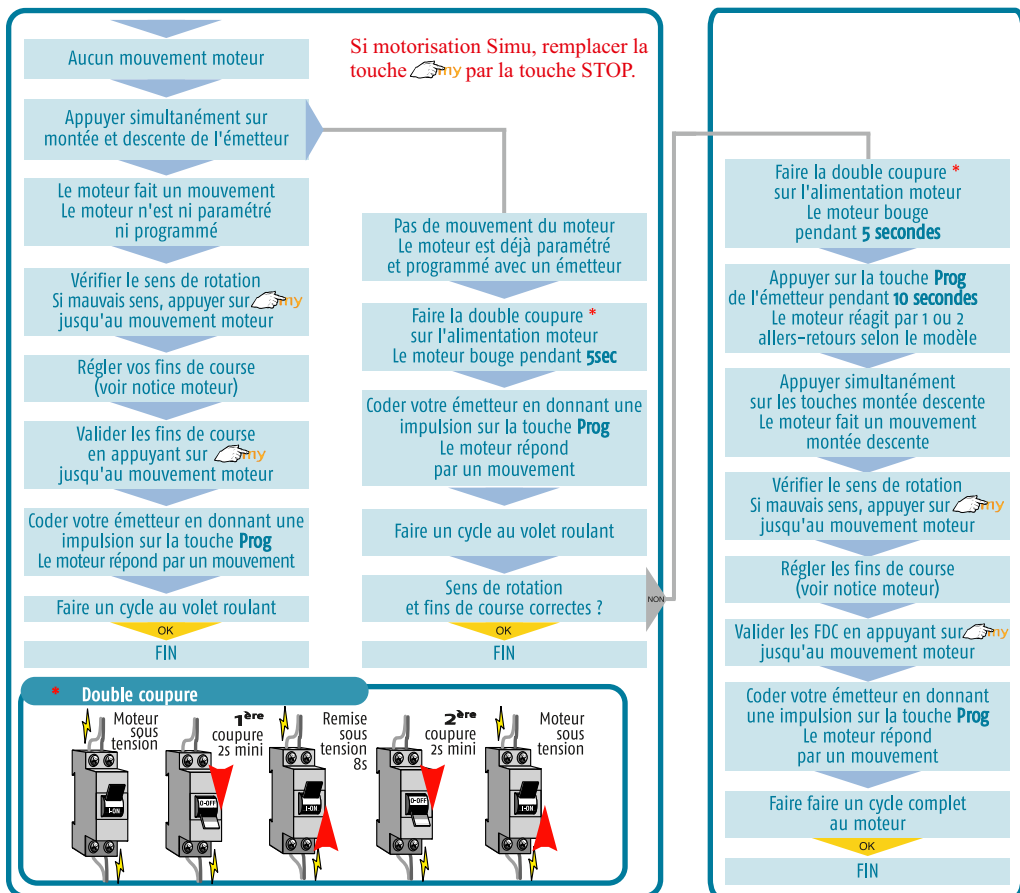 Aucun mouvement moteur
Si motorisation Simu, remplacer la
touche my par la touche STOP.
Appuyer simultanément sur
montée et descente de l'émetteur
Le moteur fait un mouvement
Le moteur n'est ni paramétré
ni programmé
Vérifier le sens de rotation
Si mauvais sens, appuyer sur my
jusqu'au mouvement moteur
Régler vos fins de course
(voir notice moteur)
Valider les fins de course
en appuyant sur my
jusqu'au mouvement moteur
Coder votre émetteur en donnant une
impulsion sur la touche Prog
Le moteur répond par un mouvement
Faire un cycle au volet roulant
OK
FIN
Pas de mouvement du moteur
Le moteur est déjà paramétré
et programmé avec un émetteur
Faire la double coupure *
sur l'alimentation moteur
Le moteur bouge pendant 5sec
Coder votre émetteur en donnant une
impulsion sur la touche Prog
Le moteur répond
par un mouvement
Faire un cycle au volet roulant
Sens de rotation
et fins de course correctes ?
NON
OK
FIN
Faire la double coupure *
sur l'alimentation moteur
Le moteur bouge
pendant 5 secondes
Appuyer sur la touche Prog
de l'émetteur pendant 10 secondes
Le moteur réagit par 1 ou 2
allers-retours selon le modèle
Appuyer simultanément
sur les touches montée descente
Le moteur fait un mouvement
montée descente
Vérifier le sens de rotation
Si mauvais sens, appuyer sur my
jusqu'au mouvement moteur
Régler les fins de course
(voir notice moteur)
Valider les FDC en appuyant sur my
jusqu'au mouvement moteur
Coder votre émetteur en donnant
une impulsion sur la touche Prog
Le moteur répond
par un mouvement
Faire faire un cycle complet
au moteur
OK
FIN
* Double coupure
Moteur
sous
tension
I-ON
1ère
coupure
2s mini
O-OFF
Remise
sous
tension
8s
I-ON
2ère
coupure
2s mini
O-OFF
Moteur
sous
tension
I-ON